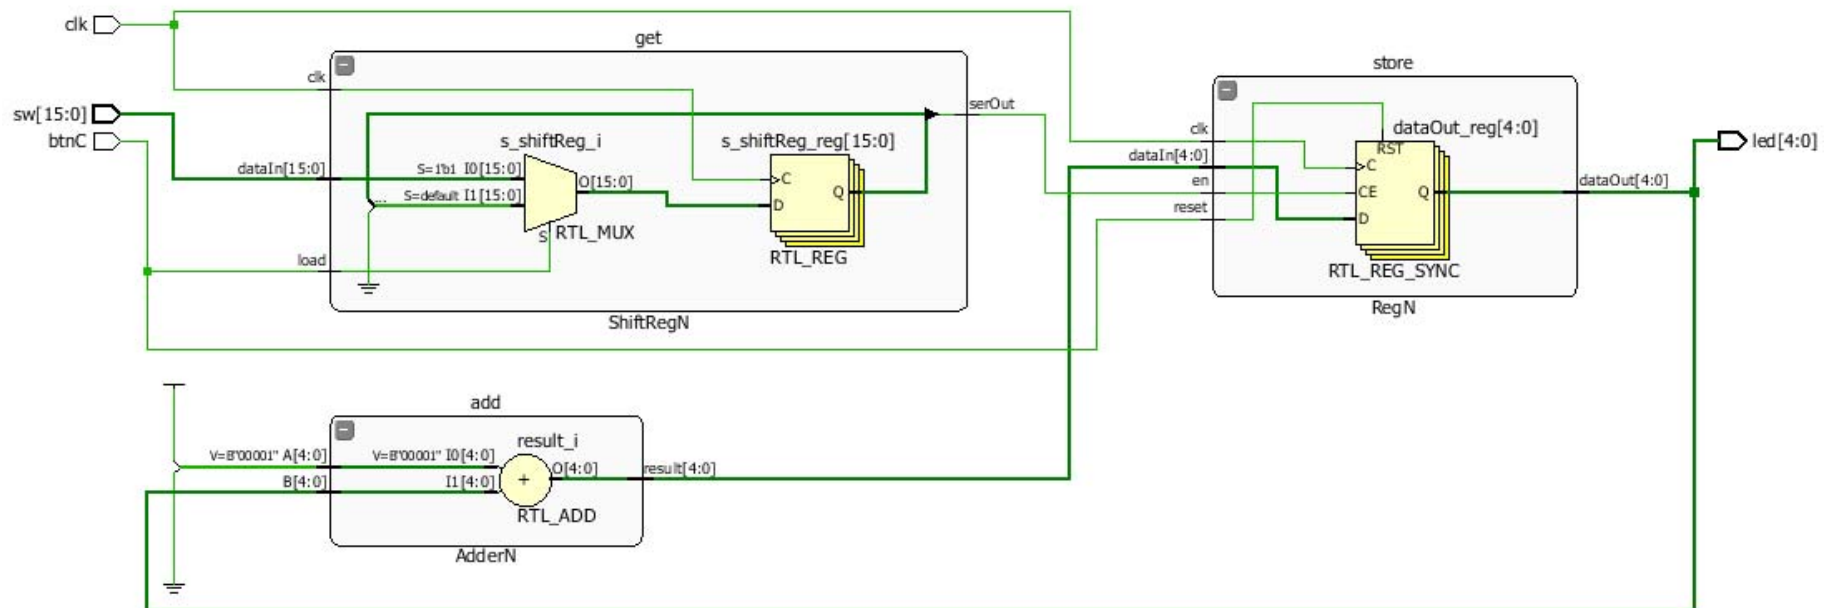 clk
get
store
clk
serOut
sw[15:0]
btnC
s_shiftReg_i
s_shiftReg_reg[15:0]
dataIn[15:0]
S=1'b1 I0[15:0]
S=default I1[15:0]
...
O[15:0]
S
RTL_MUX
C
D
Q
RTL_REG
load
ShiftRegN
clk
dataIn[4:0]
en
reset
dataOut_reg[4:0]
RST
C
CE
D
Q
RTL_REG_SYNC
dataOut[4:0]
RegN
led[4:0]
add
result_i
V=B"00001" A[4:0]
V=B"00001" I0[4:0]
B[4:0]
I1[4:0]
+
O[4:0]
result[4:0]
RTL_ADD
AdderN